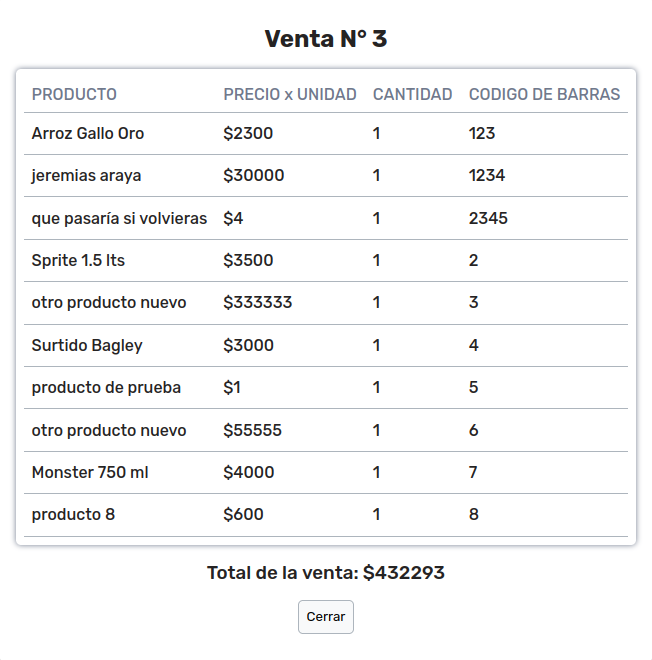 Venta N° 3
PRODUCTO PRECIO x UNIDAD CANTIDAD CODIGO DE BARRAS
Arroz Gallo Oro $2300 1 123
jeremias araya $30000 1 1234
que pasaría si volvieras $4 1 2345
Sprite 1.5 lts $3500 1 2
otro producto nuevo $333333 1 3
Surtido Bagley $3000 1 4
producto de prueba $1 1 5
otro producto nuevo $55555 1 6
Monster 750 ml $4000 1 7
producto 8 $600 1 8
Total de la venta: $432293
Cerrar